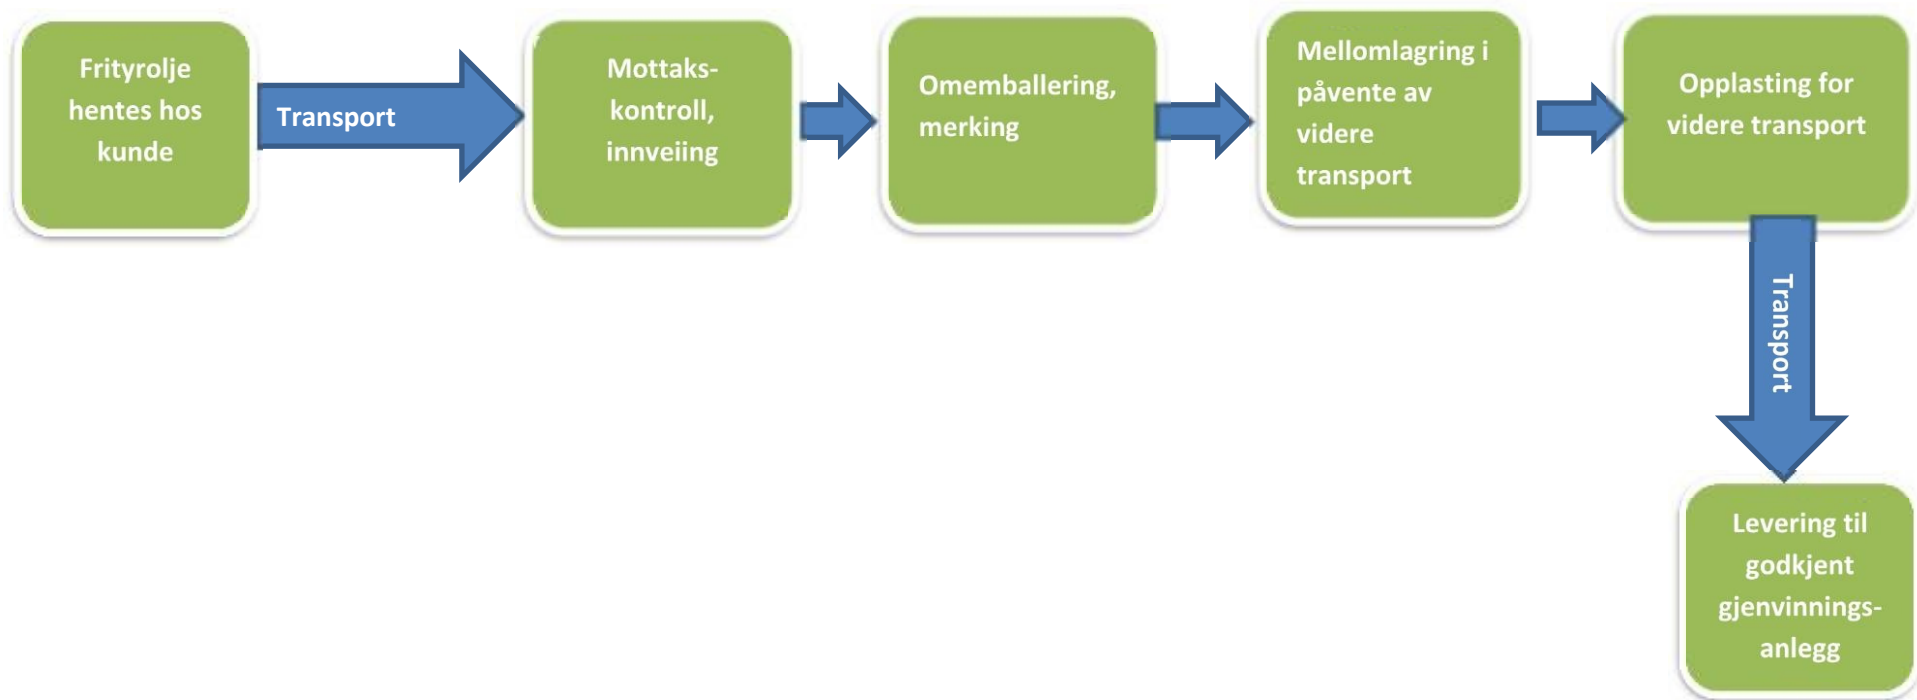 Frityrolje
hentes hos
kunde
Transport
Mottaks-
kontroll,
innveiing
Omemballering,
merking
Mellomlagring i
påvente av
videre
transport
Opplasting for
videre transport
Transport
Levering til
godkjent
gjenvinnings-
anlegg